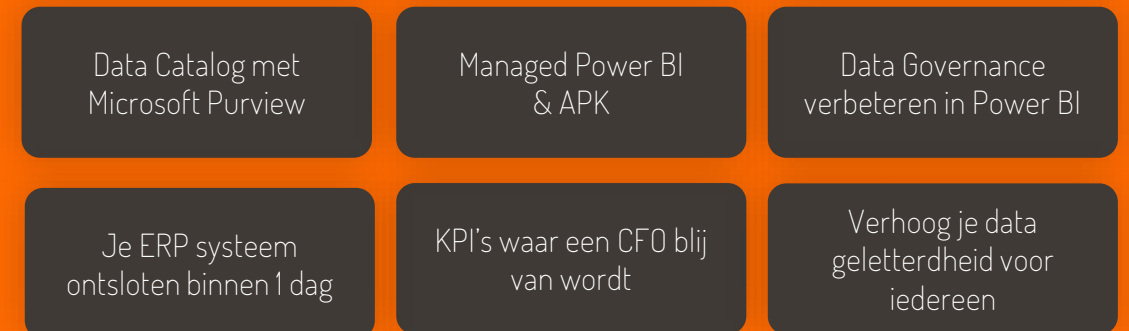 Data Catalog met
Microsoft Purview
Managed Power BI
& APK
Data Governance
verbeteren in Power BI
Je ERP systeem
ontsloten binnen 1 dag
KPI's waar een CFO blij
van wordt
Verhoog je data
geletterdheid voor
iedereen